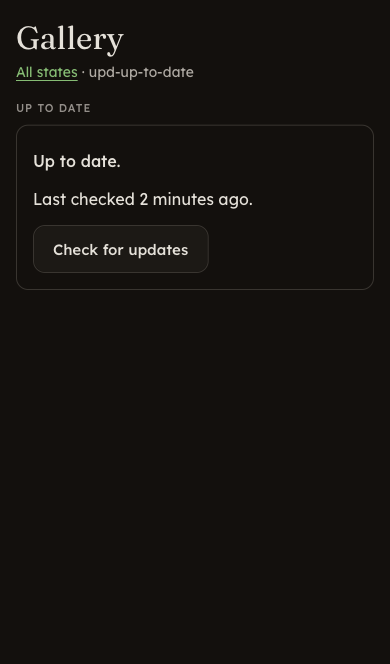 Gallery
All states · upd-up-to-date
UP TO DATE
Up to date.
Last checked 2 minutes ago.
Check for updates